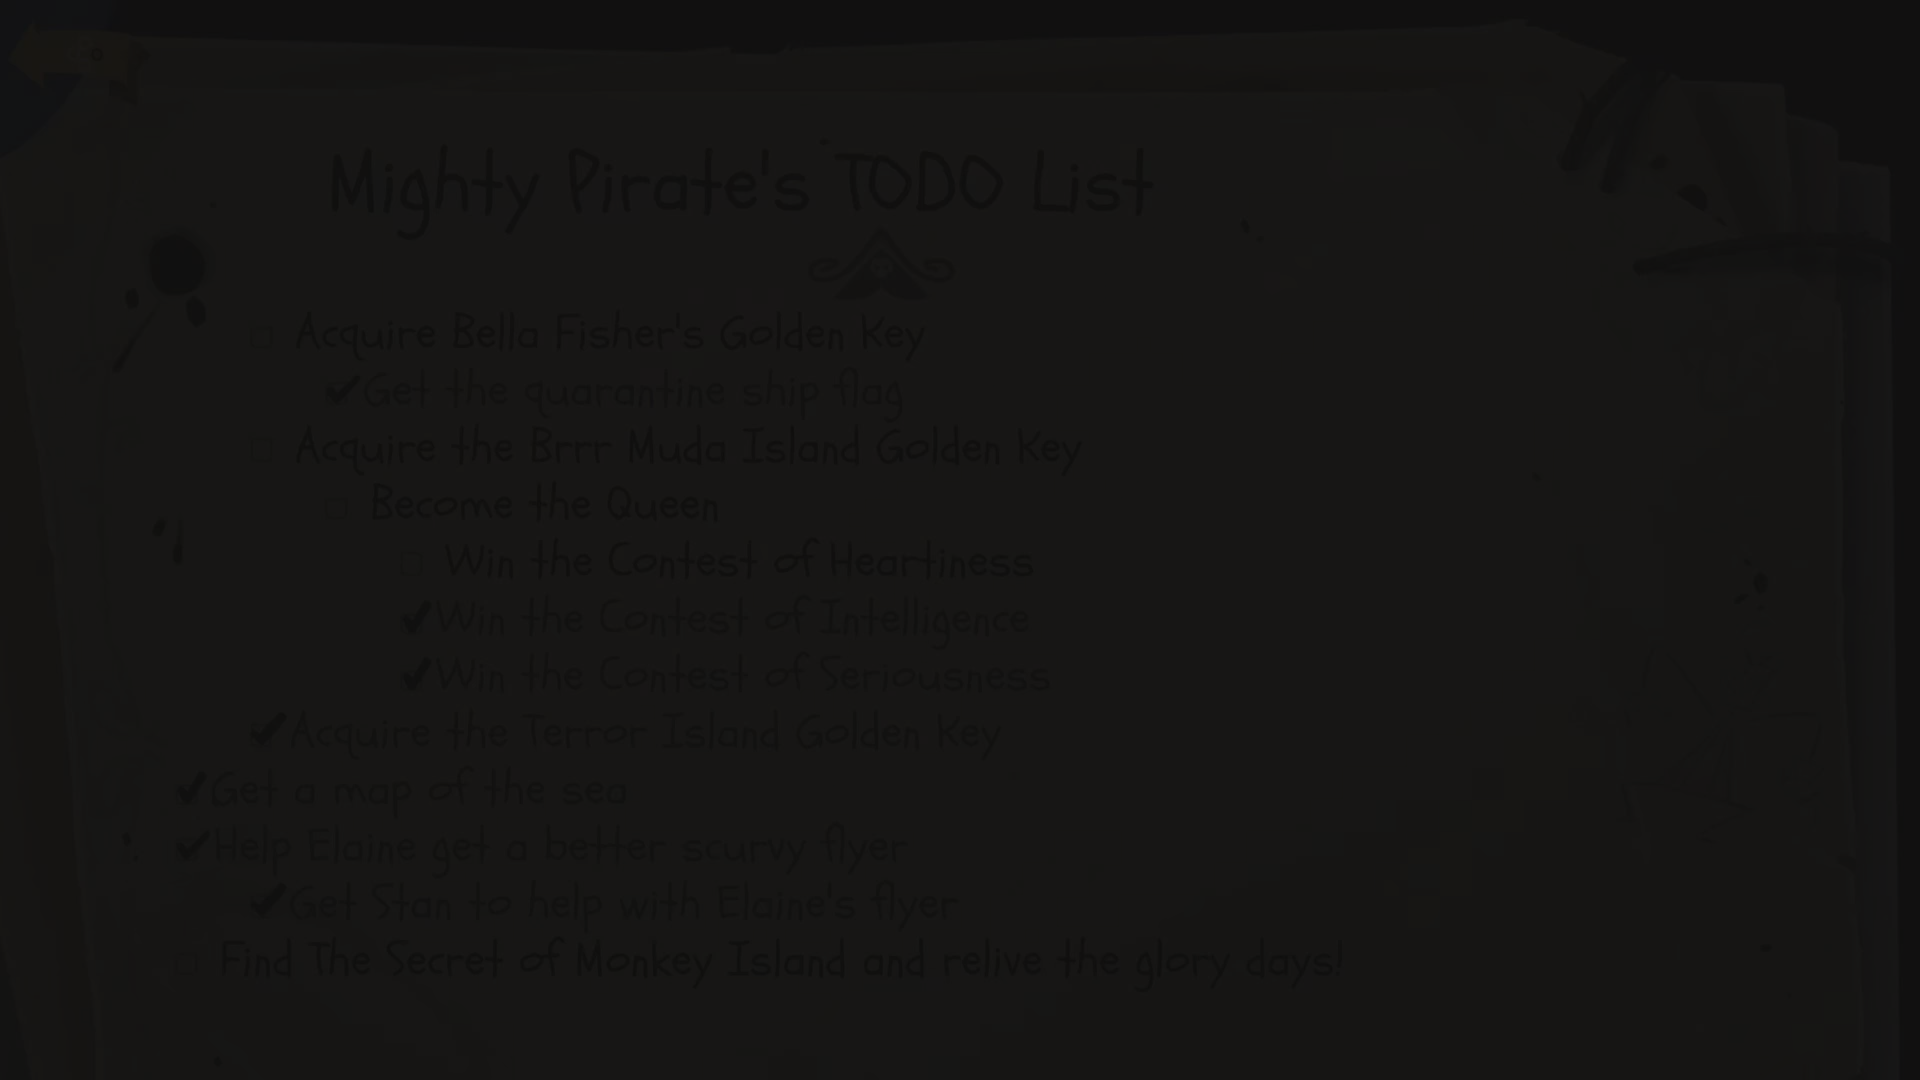 Mighty Pirate's TODO List
Acquire Bella Fisher's Golden Key
Get the quarantine ship flag
Acquire the Brrr Muda Island Golden Key
Become the Queen
Win the Contest of Heartiness
Win the Contest of Intelligence
Win the Contest of Seriousness
Acquire the Terror Island Golden Key
Get a map of the sea
Help Elaine get a better scurvy flyer
Get Stan to help with Elaine's flyer
Find The Secret of Monkey Island and relive the glory days!